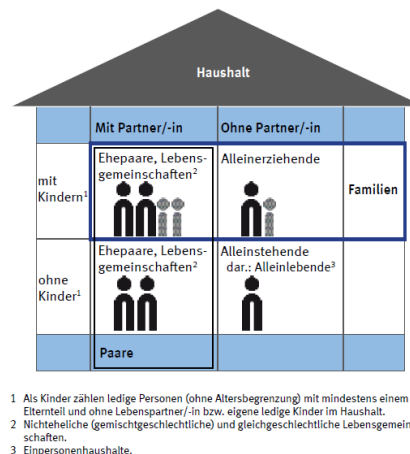 Haushalt
Mit Partner/-in
Ohne Partner/-in
mit
Kindern¹
Ehepaare, Lebens-
gemeinschaften²
Alleinerziehende
Familien
ohne
Kinder¹
Ehepaare, Lebens-
gemeinschaften²
Alleinstehende
dar.: Alleinlebende³
Paare
1 Als Kinder zählen ledige Personen (ohne Altersbegrenzung) mit mindestens einem
Elternteil und ohne Lebenspartner/-in bzw. eigene ledige Kinder im Haushalt.
2 Nichteheliche (gemischtgeschlechtliche) und gleichgeschlechtliche Lebensgemein
schaften.
3 Einpersonenhaushalte.